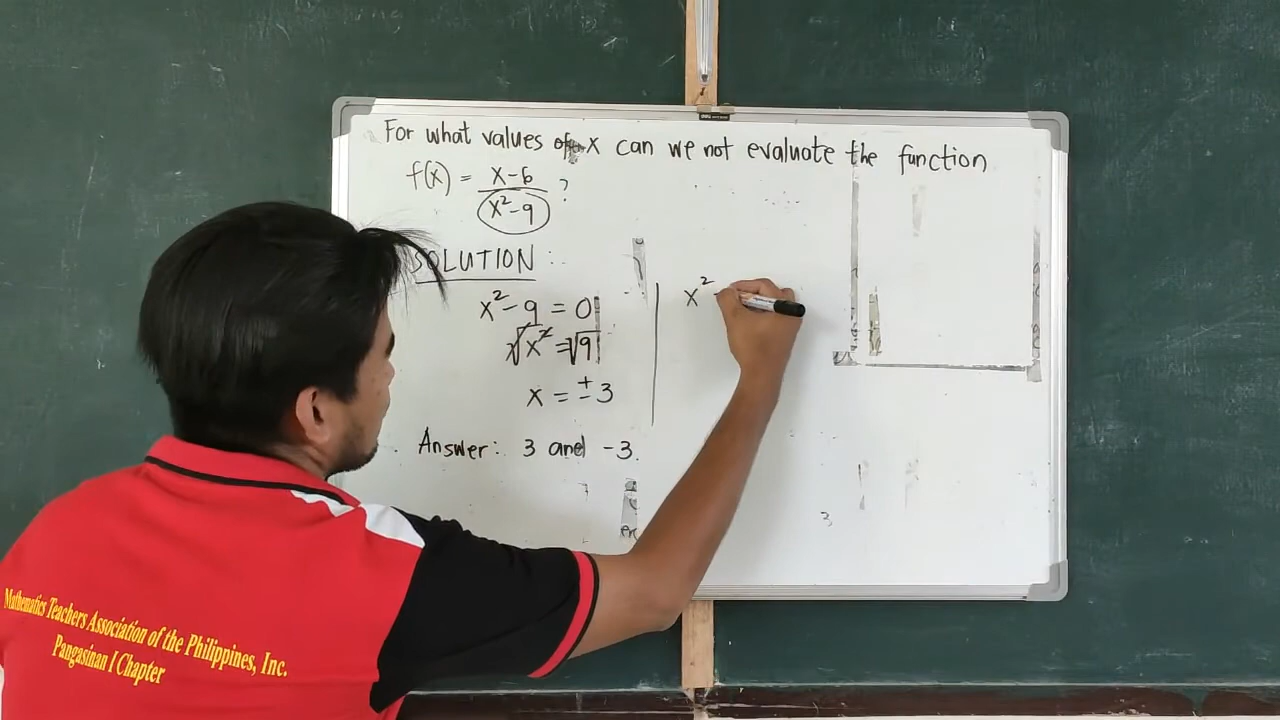 For what values of x can we not evaluate the function
f(x) = x-6 / x²-9 ?
SOLUTION :
x² - 9 = 0
√x² = √9
x = ± 3
Answer: 3 and -3.
x² -
3
Mathematics Teachers Association of the Philippines, Inc.
Pangasinan I Chapter